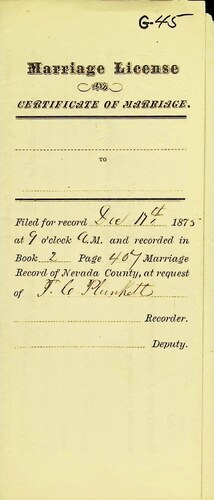 G-45
Marriage License
AND
CERTIFICATE OF MARRIAGE.
TO
Filed for record Dec 17th 1875
at 9 o'clock A.M. and recorded in
Book 2 Page 407 Marriage
Record of Nevada County, at request
of T. C. Plunkett
Recorder.
Deputy.